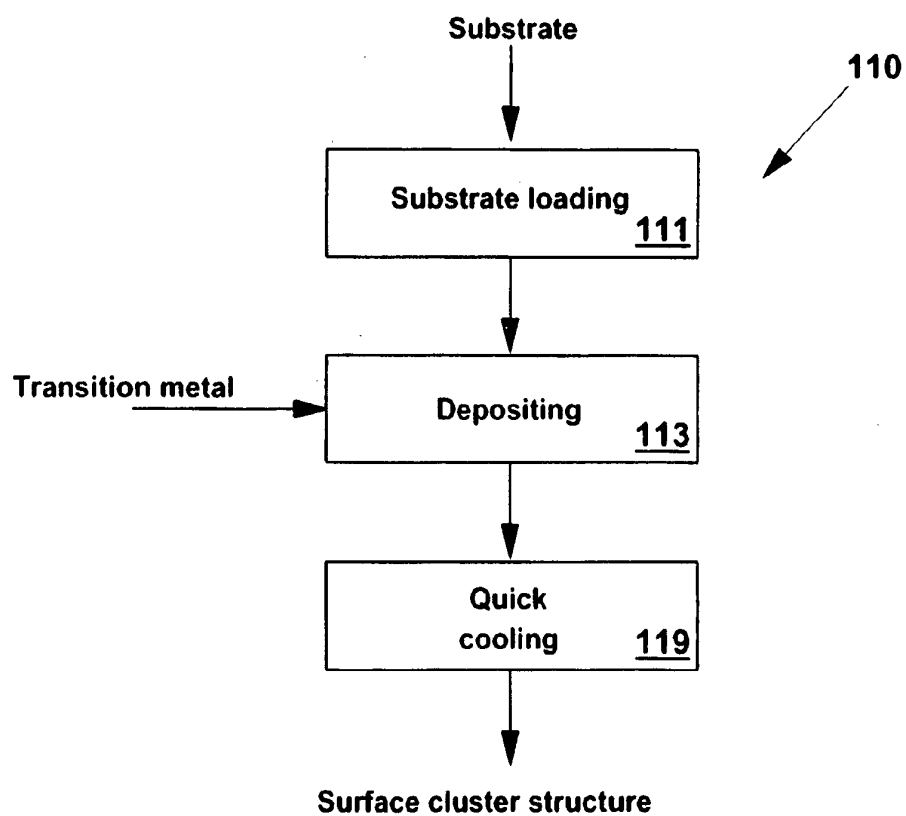 Substrate
110
Substrate loading
111
Transition metal
Depositing
113
Quick
cooling
119
Surface cluster structure